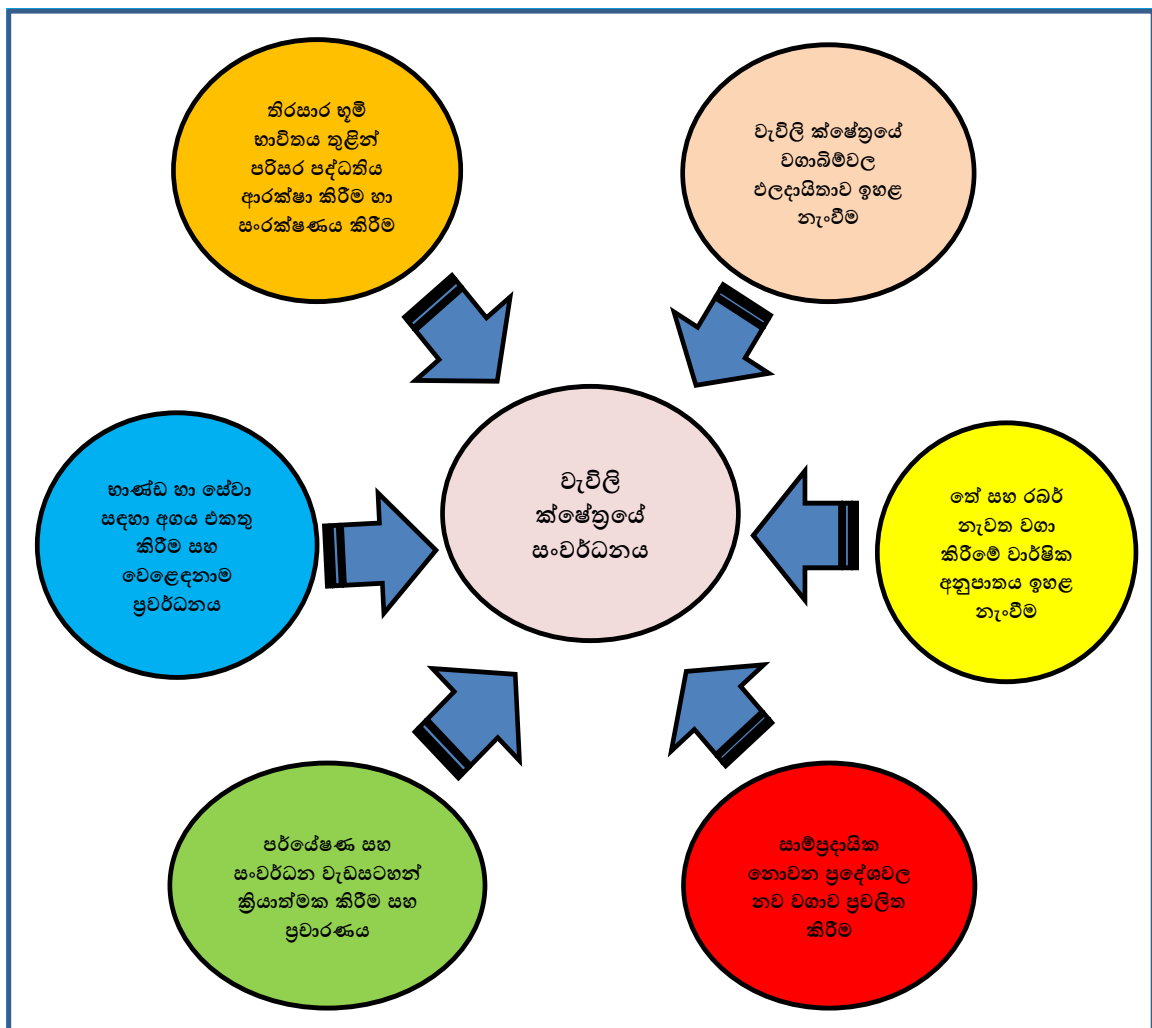 තිරසාර භූමි
භාවිතය තුළින්
පරිසර පද්ධතිය
ආරක්ෂා කිරීම හා
සංරක්ෂණය කිරීම
වැවිලි ක්ෂේත්‍රයේ
වගාබිම්වල
ඵලදායිතාව ඉහළ
නැංවීම
භාණ්ඩ හා සේවා
සඳහා අගය එකතු
කිරීම සහ
වෙළෙඳනාම
ප්‍රවර්ධනය
වැවිලි
ක්ෂේත්‍රයේ
සංවර්ධනය
තේ සහ රබර්
නැවත වගා
කිරීමේ වාර්ෂික
අනුපාතය ඉහළ
නැංවීම
පර්යේෂණ සහ
සංවර්ධන වැඩසටහන්
ක්‍රියාත්මක කිරීම සහ
ප්‍රචාරණය
සාම්ප්‍රදායික
නොවන ප්‍රදේශවල
නව වගාව ප්‍රචලිත
කිරීම